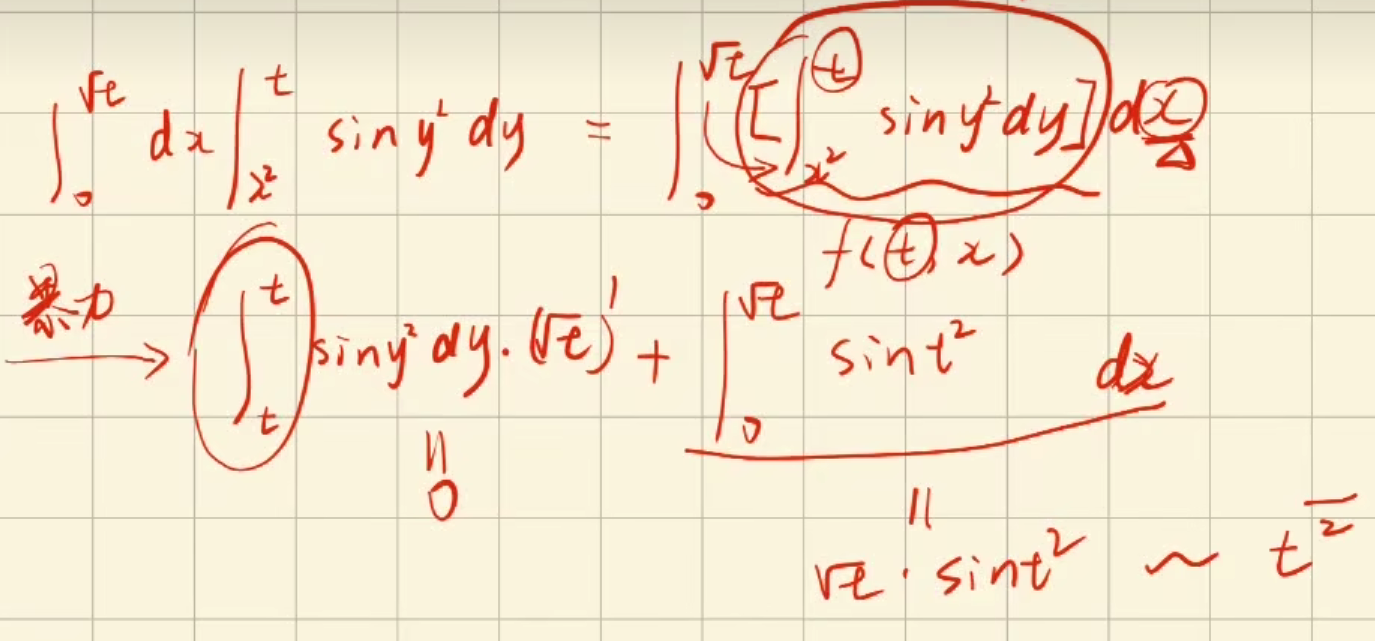 ∫₀^√t dx ∫_{x²}^t sin y² dy = ∫₀^√t [∫_{x²}^t sin y² dy] dx
f(t, x)
暴力 → ∫_t^t sin y² dy · (√t)' + ∫₀^√t sin t² dx
|| ||
0 √t · sin t² ~ t^{‾2}